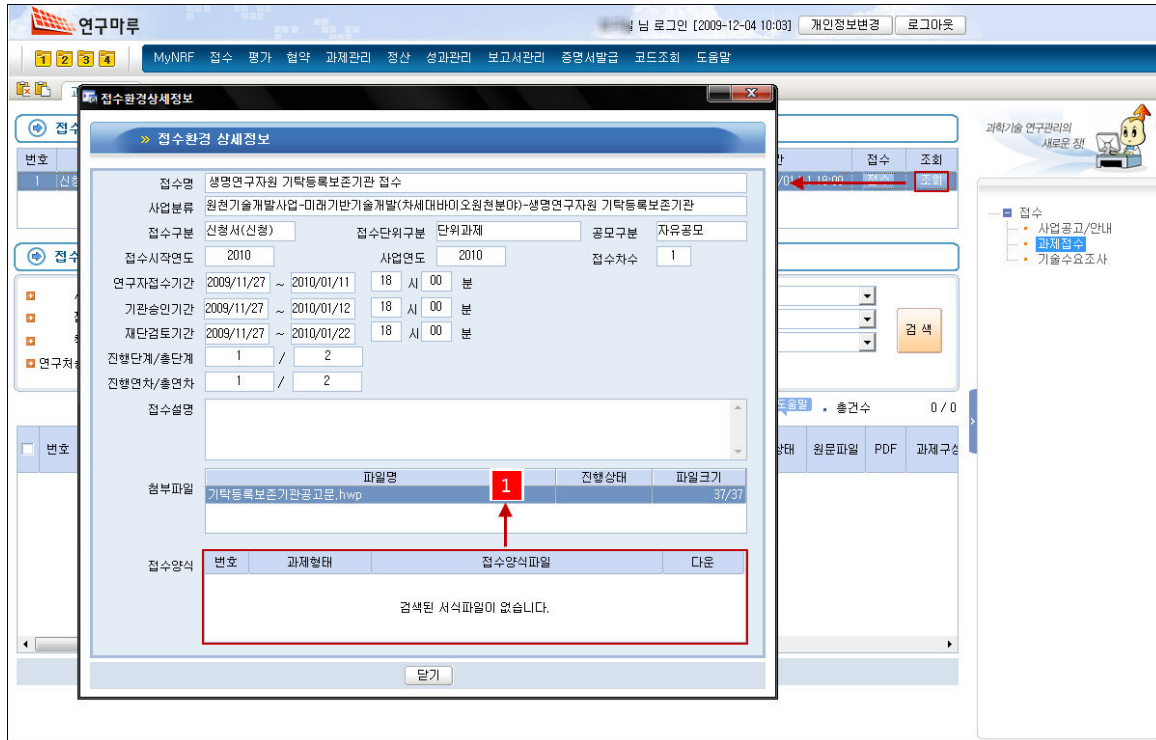 연구마루
님 로그인 [2009-12-04 10:03] 개인정보변경 로그아웃
1 2 3 4 MyNRF 접수 평가 협약 과제관리 정산 성과관리 보고서관리 증명서발급 코드조회 도움말
접수환경상세정보
과학기술 연구관리의
새로운 장!
» 접수환경 상세정보
번호 접수 조회
1 접수 조회
접수명 생명연구자원 기탁등록보존기관 접수
사업분류 원천기술개발사업-미래기반기술개발(차세대바이오원천분야)-생명연구자원 기탁등록보존기관
접수구분 신청서(신청) 접수단위구분 단위과제 공모구분 자유공모
접수시작연도 2010 사업연도 2010 접수차수 1
연구자접수기간 2009/11/27 ~ 2010/01/11 18 시 00 분
기관승인기간 2009/11/27 ~ 2010/01/12 18 시 00 분
재단검토기간 2009/11/27 ~ 2010/01/22 18 시 00 분
진행단계/총단계 1 / 2
진행연차/총연차 1 / 2
접수설명
첨부파일 파일명 진행상태 파일크기
기탁등록보존기관공고문.hwp 37/37
1
접수양식 번호 과제형태 접수양식파일 다운
검색된 서식파일이 없습니다.
닫기
검색
도움말 . 총건수 0 / 0
번호 원문파일 PDF 과제구성
접수
사업공고/안내
과제접수
기술수요조사